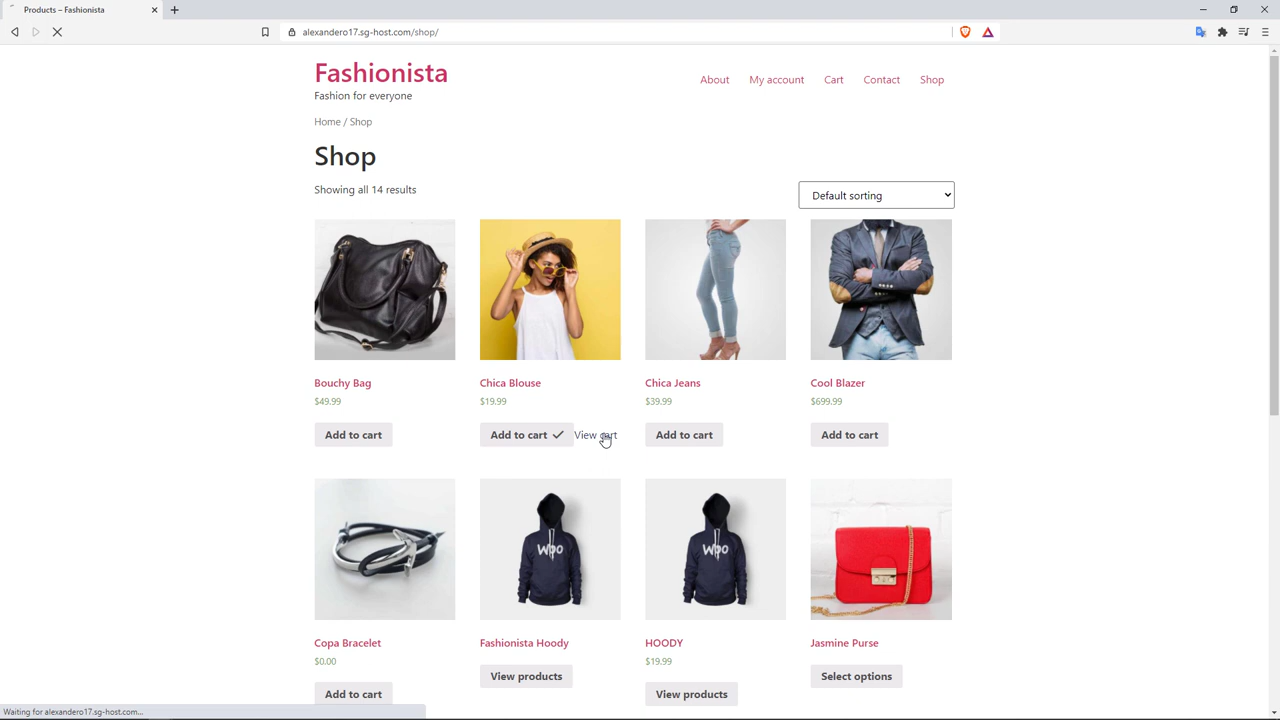 Products – Fashionista
alexandero17.sg-host.com/shop/
Fashionista
Fashion for everyone
About
My account
Cart
Contact
Shop
Home / Shop
Shop
Showing all 14 results
Default sorting
Bouchy Bag
$49.99
Add to cart
Chica Blouse
$19.99
Add to cart
View cart
Chica Jeans
$39.99
Add to cart
Cool Blazer
$699.99
Add to cart
WOO
WOO
Copa Bracelet
$0.00
Add to cart
Fashionista Hoody
View products
HOODY
$19.99
View products
Jasmine Purse
Select options
Waiting for alexandero17.sg-host.com...